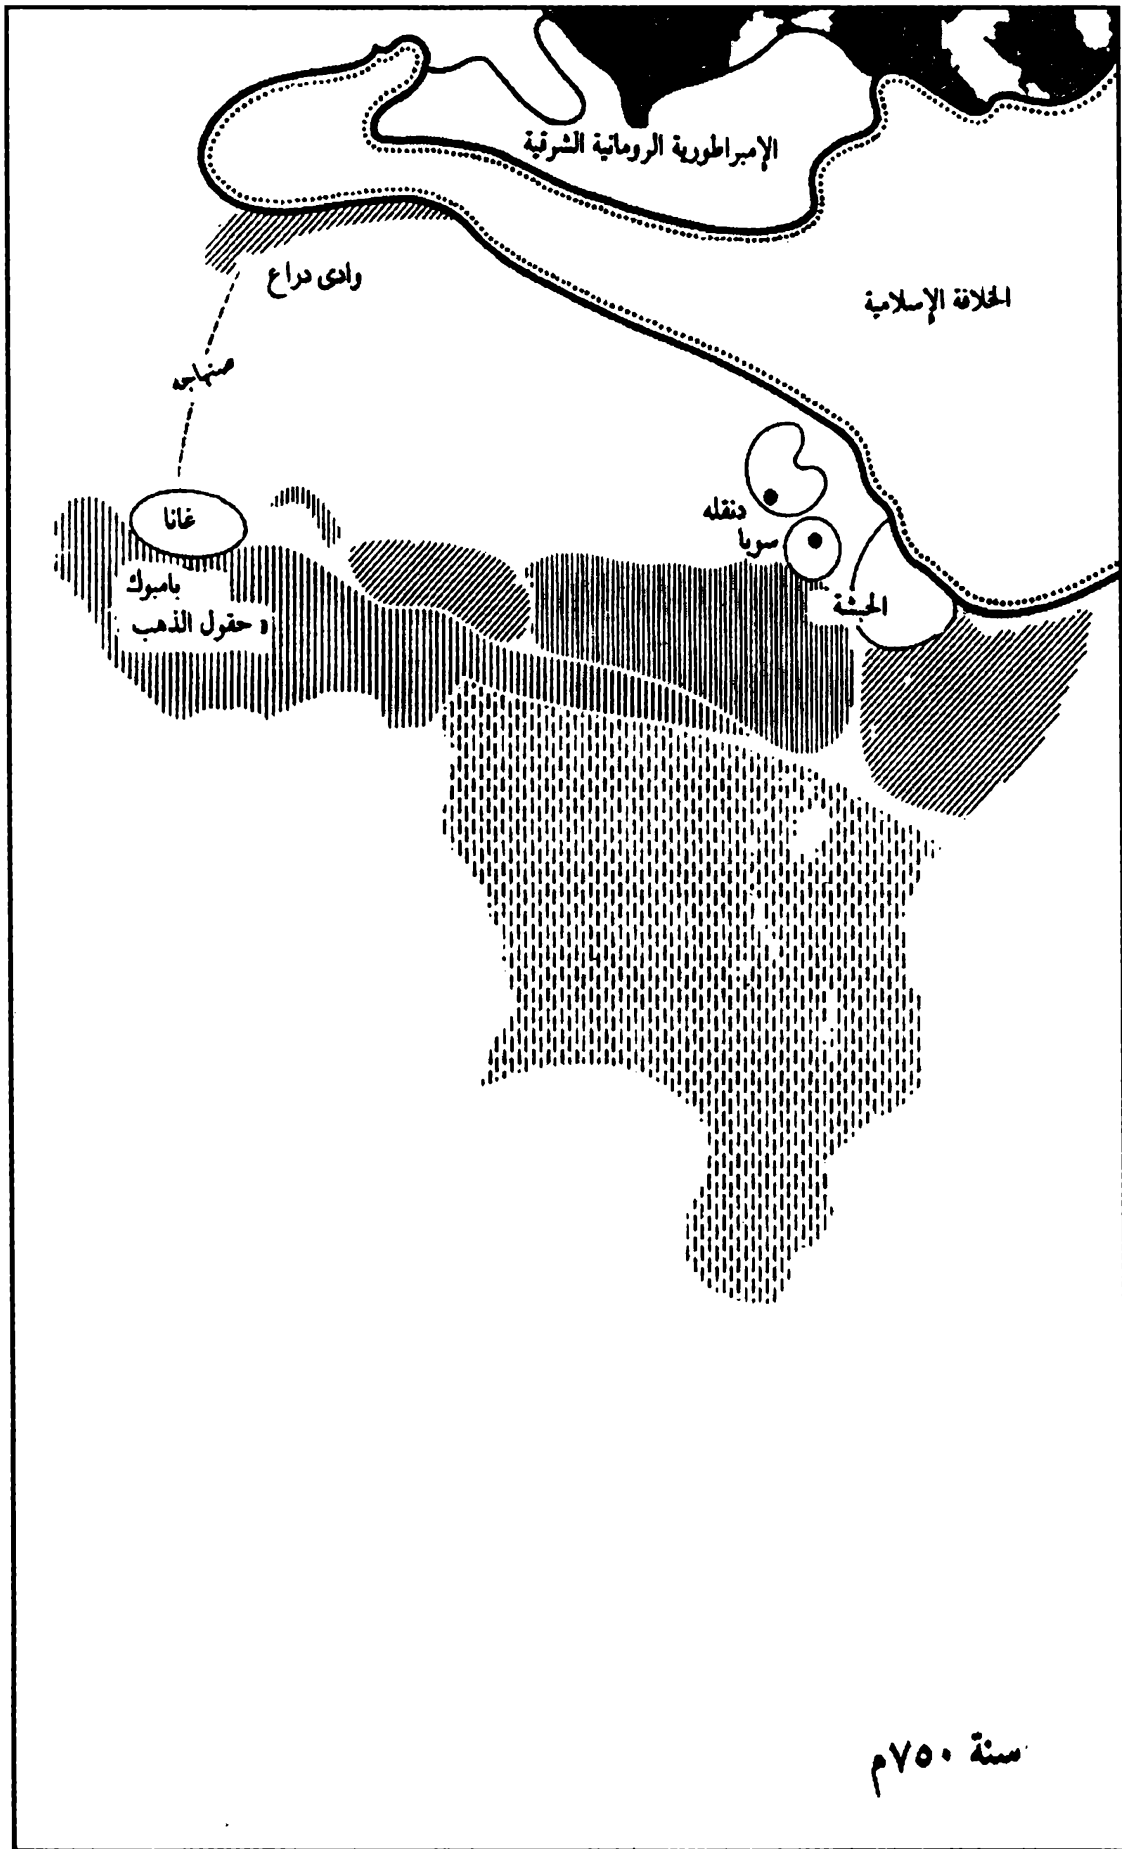 الإمبراطورية الرومانية الشرقية
وادى دراع
الخلافة الإسلامية
صنهاجه
غانا
دنقله
سوبا
بامبوك
الحبشة
حقول الذهب
سنة ٧٥٠م